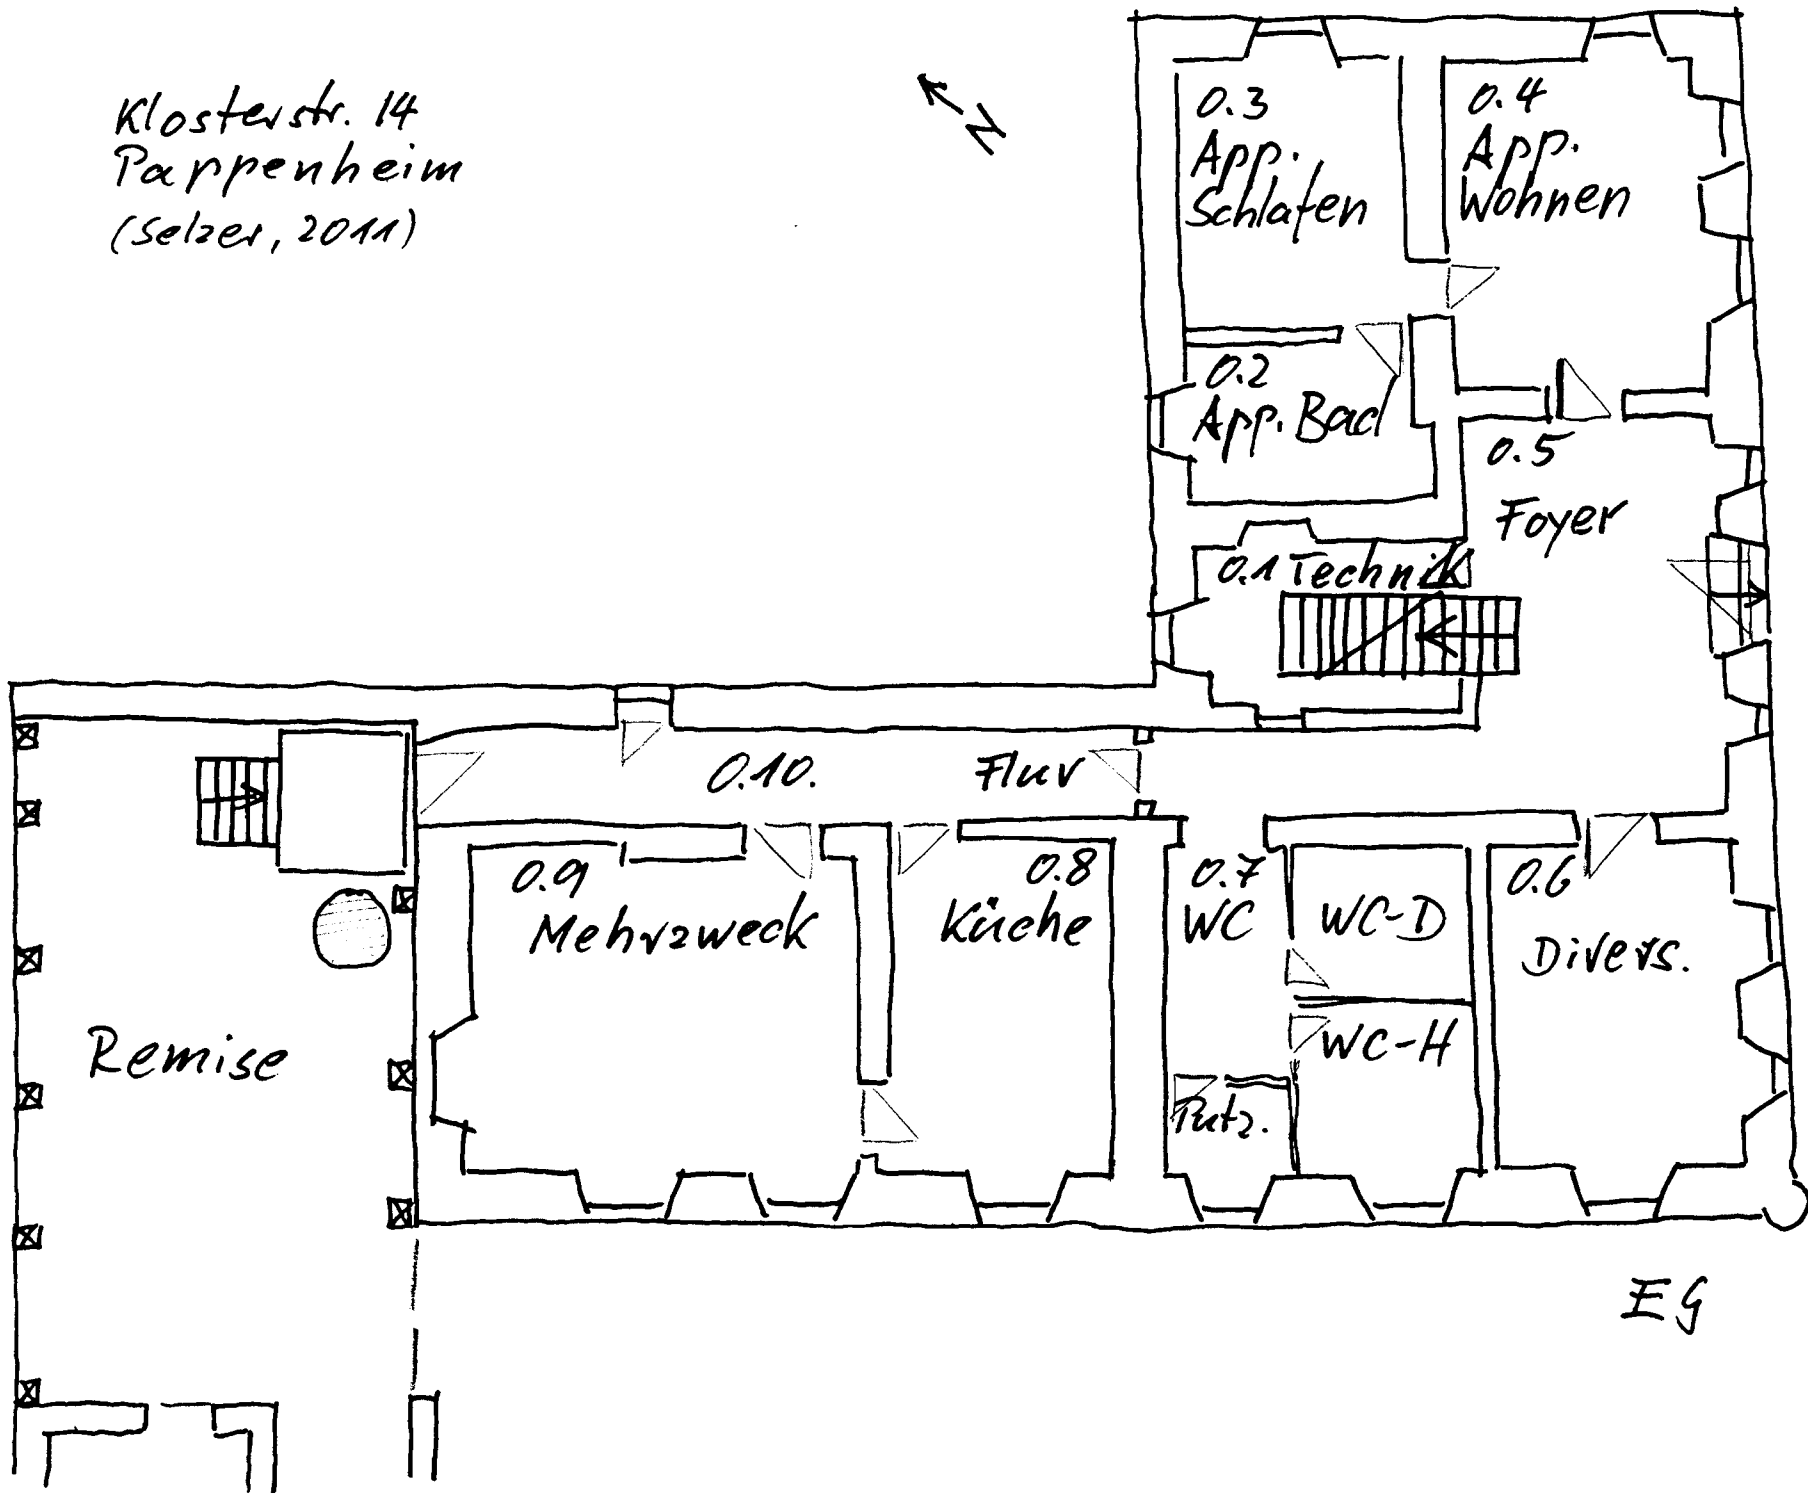 Klosterstr. 14
Pappenheim
(Selzer, 2011)
N
0.3
App.
Schlafen
0.4
App.
Wohnen
0.2
App. Bad
0.5
Foyer
0.1 Technik
0.10.
Flur
0.9
Mehrzweck
0.8
Küche
0.7
WC
WC-D
WC-H
Putz.
0.6
Divers.
Remise
EG